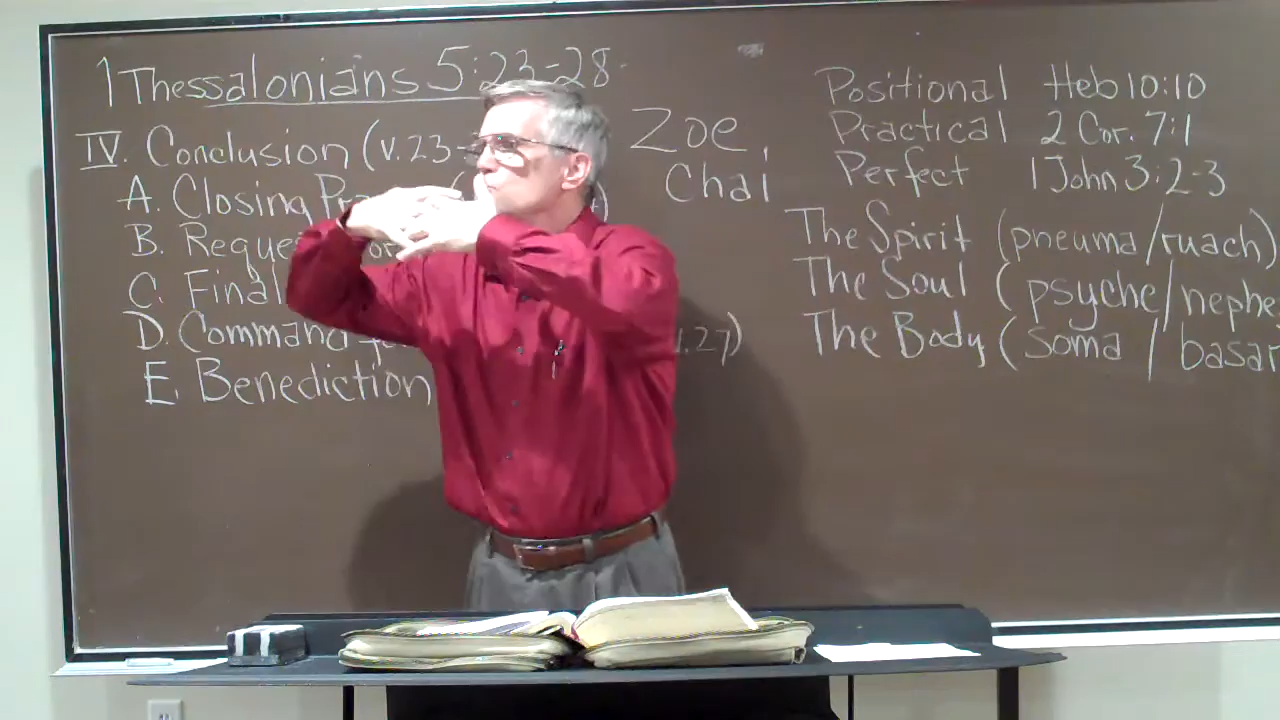 1 Thessalonians 5:23-28
IV. Conclusion (v.23-
A. Closing
B.
C. Final
D. Command
v.27)
E. Benediction
Zoe
Chai
Positional Heb 10:10
Practical 2 Cor. 7:1
Perfect 1 John 3:2-3
The Spirit (pneuma/ruach)
The Soul (psyche/nephe
The Body (soma / basar